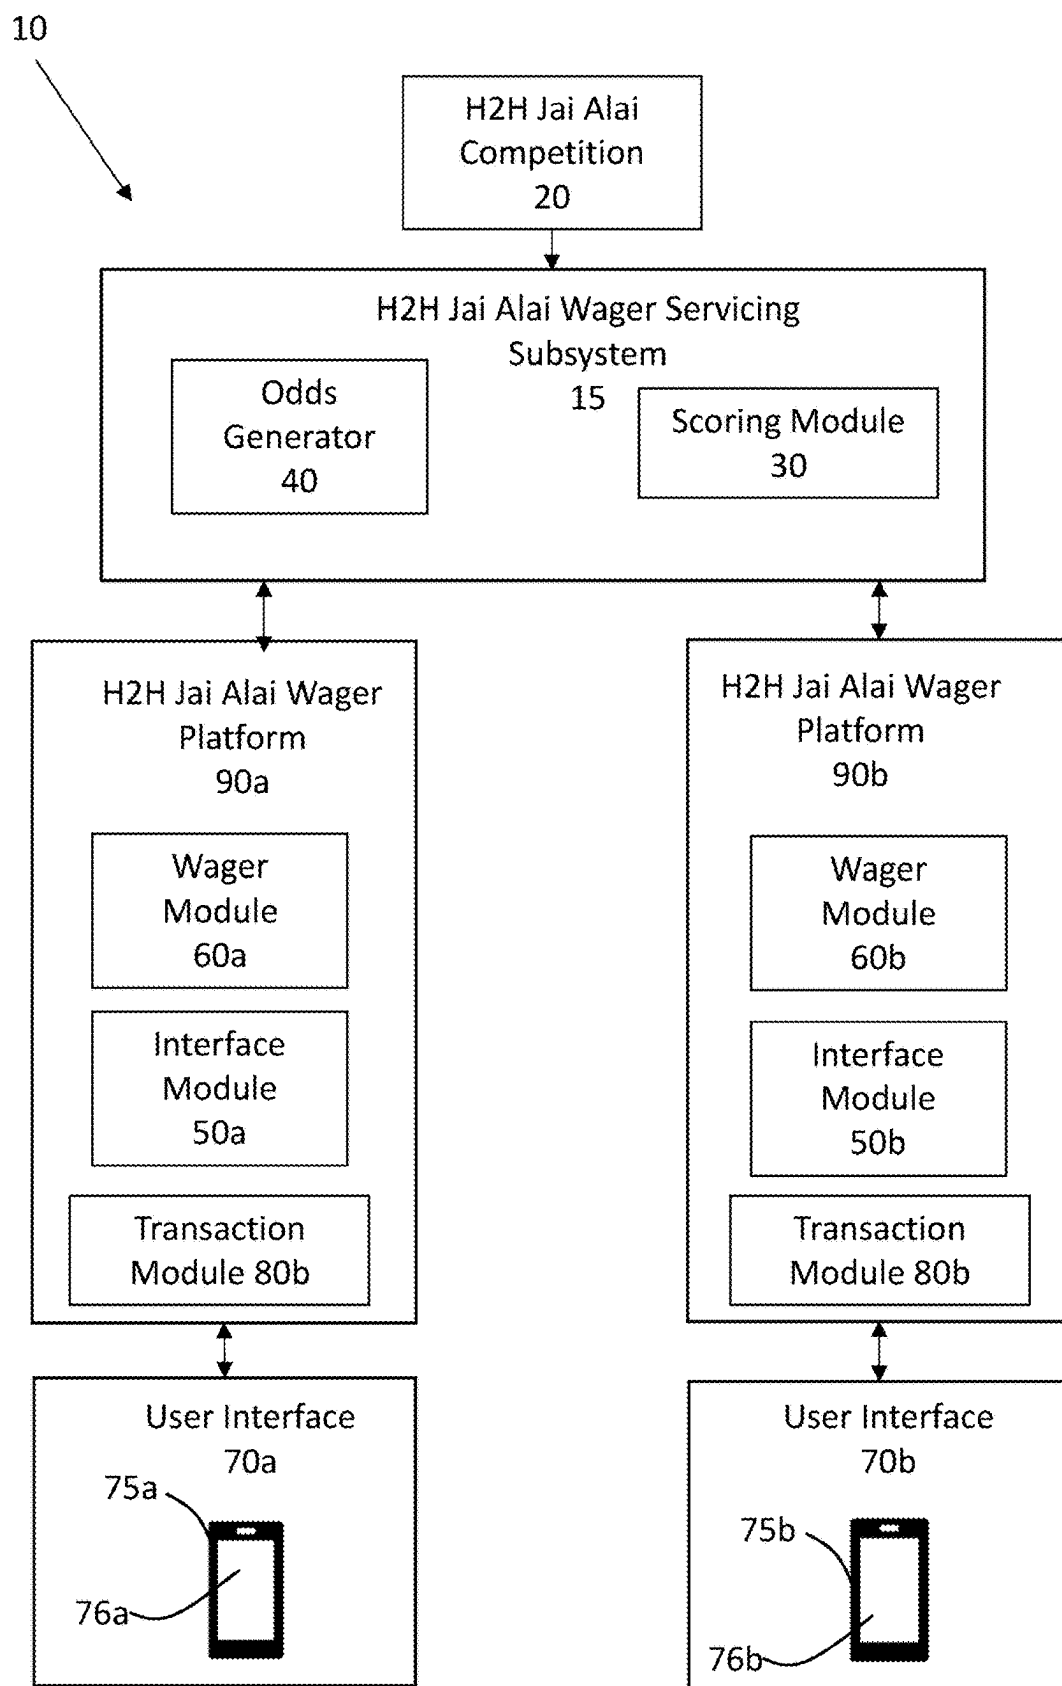 10
H2H Jai Alai
Competition
20
H2H Jai Alai Wager Servicing
Subsystem
15
Odds
Generator
40
Scoring Module
30
H2H Jai Alai Wager
Platform
90a
Wager
Module
60a
Interface
Module
50a
Transaction
Module 80b
H2H Jai Alai Wager
Platform
90b
Wager
Module
60b
Interface
Module
50b
Transaction
Module 80b
User Interface
70a
75a
76a
User Interface
70b
75b
76b